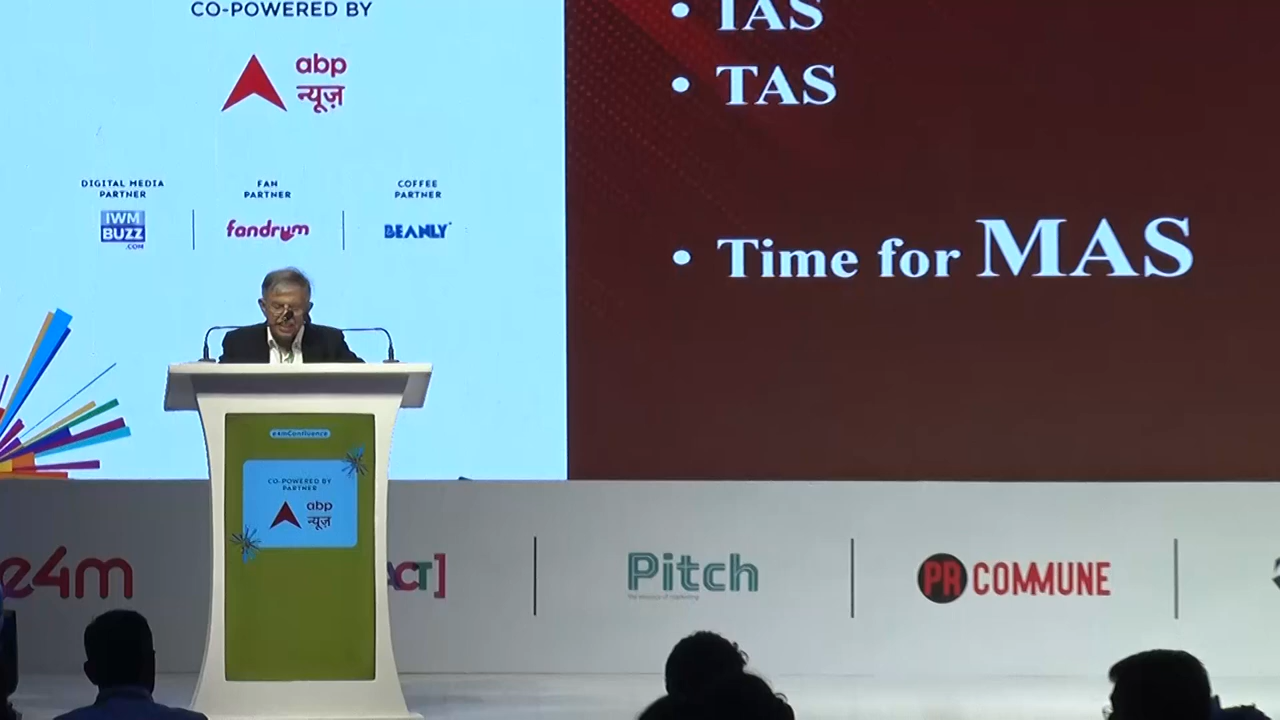 CO-POWERED BY
abp
न्यूज़
DIGITAL MEDIA
PARTNER
IWM
BUZZ
.COM
FAN
PARTNER
fandrum
COFFEE
PARTNER
BEANLY
• IAS
• TAS
• Time for MAS
e4mConfluence
CO-POWERED BY
PARTNER
abp
न्यूज़
e4m
ACT]
Pitch
PR COMMUNE